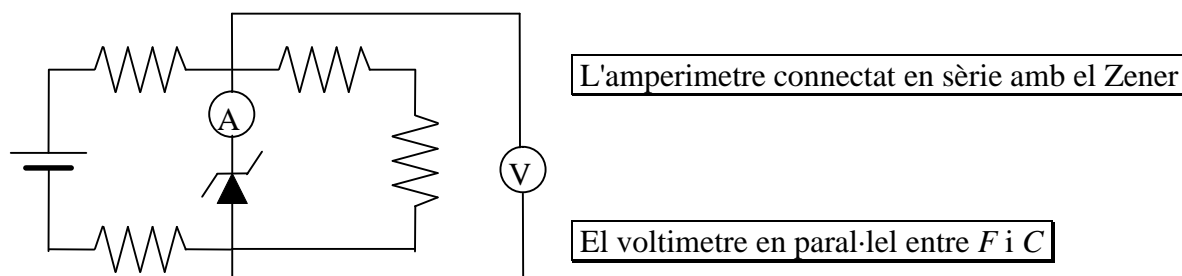 L'amperimetre connectat en sèrie amb el Zener
A
V
El voltimetre en paral·lel entre F i C